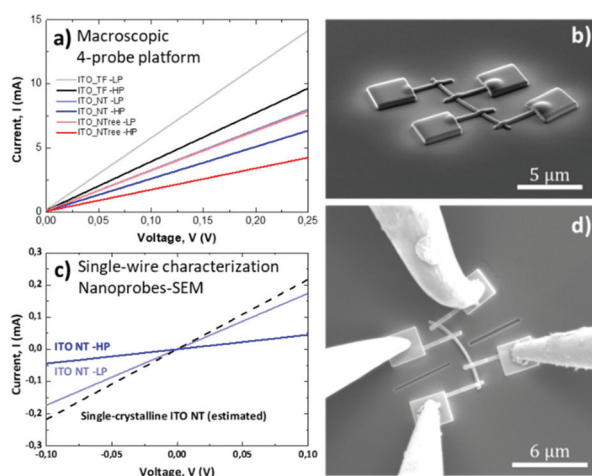 a) Macroscopic
4-probe platform
ITO_TF -LP
ITO_TF -HP
ITO_NT -LP
ITO_NT -HP
ITO_NTree -LP
ITO_NTree -HP
Current, I (mA)
15
10
5
0
0,00 0,05 0,10 0,15 0,20 0,25
Voltage, V (V)
b)
5 μm
c) Single-wire characterization
Nanoprobes-SEM
ITO NT -HP
ITO NT -LP
Single-crystalline ITO NT (estimated)
Current, I (mA)
0,3
0,2
0,1
0,0
-0,1
-0,2
-0,3
-0,10 -0,05 0,00 0,05 0,10
Voltage, V (V)
d)
6 μm